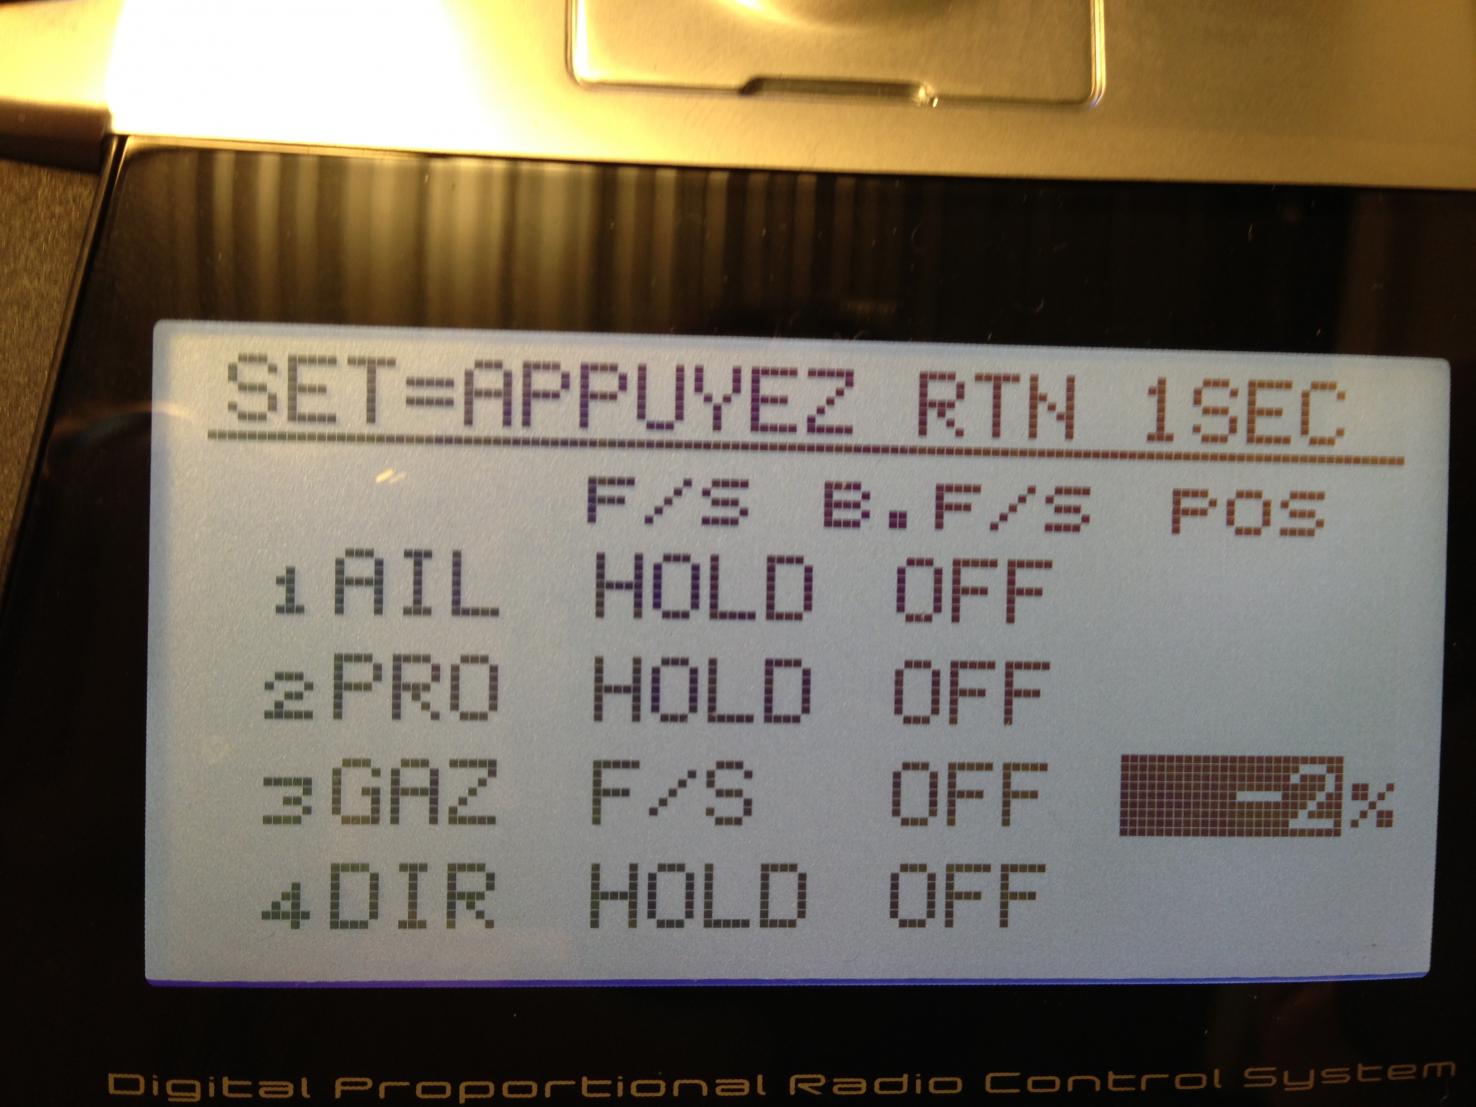 SET=APPUYEZ RTN 1SEC
F/S B.F/S POS
1AIL HOLD OFF
2PRO HOLD OFF
3GAZ F/S OFF -2%
4DIR HOLD OFF
Digital Proportional Radio Control System